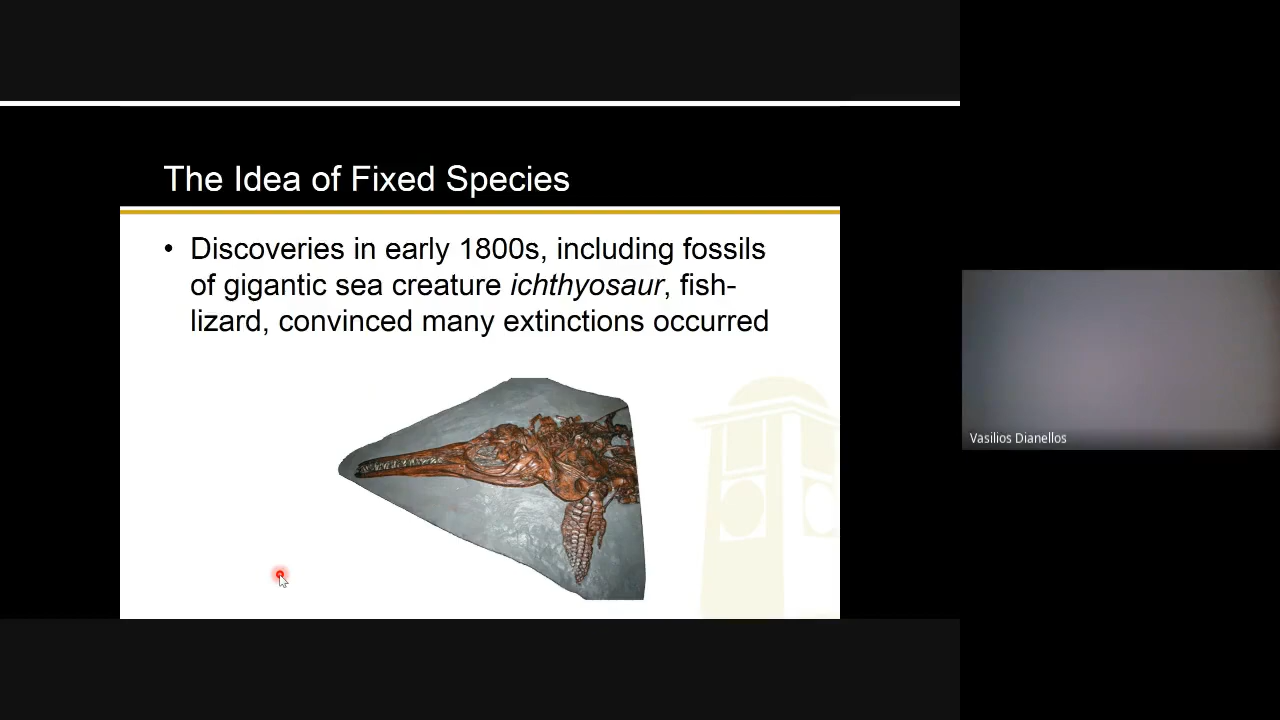 The Idea of Fixed Species
• Discoveries in early 1800s, including fossils
of gigantic sea creature ichthyosaur, fish-
lizard, convinced many extinctions occurred
Vasilios Dianellos